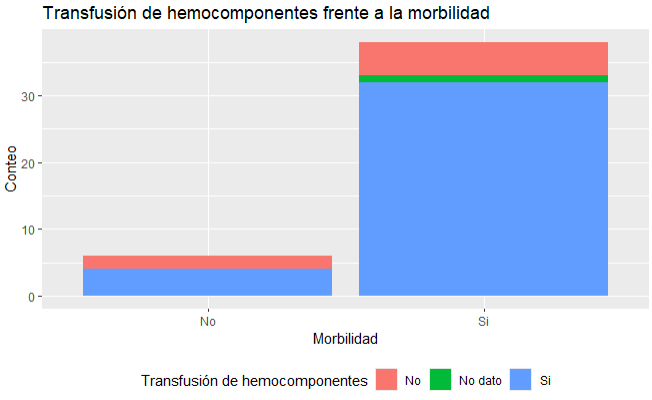 Transfusión de hemocomponentes frente a la morbilidad
Conteo
30
20
10
0
No
Si
Morbilidad
Transfusión de hemocomponentes No No dato Si